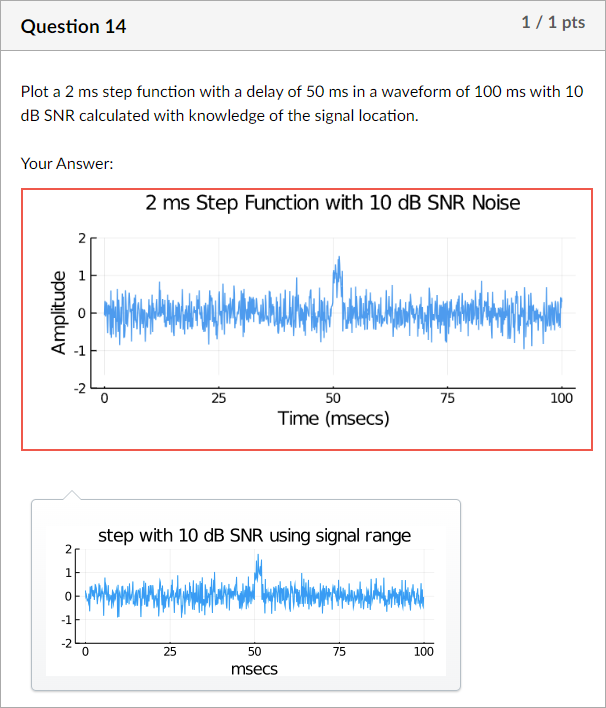 Question 14
1 / 1 pts
Plot a 2 ms step function with a delay of 50 ms in a waveform of 100 ms with 10
dB SNR calculated with knowledge of the signal location.
Your Answer:
2 ms Step Function with 10 dB SNR Noise
2
1
0
-1
-2
Amplitude
0 25 50 75 100
Time (msecs)
step with 10 dB SNR using signal range
2
1
0
-1
-2
0 25 50 75 100
msecs